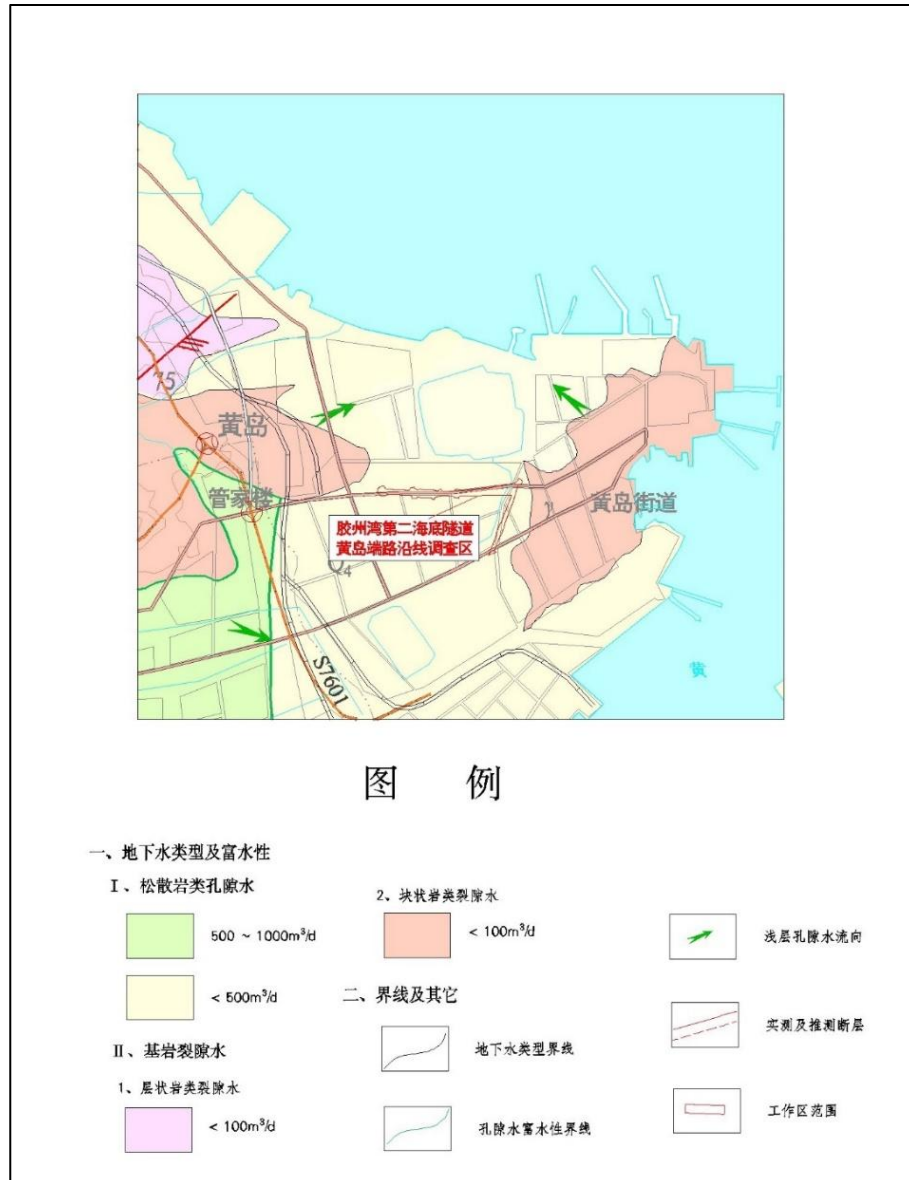 黄岛
管家楼
黄岛街道
胶州湾第二海底隧道
黄岛端路沿线调查区
Q4
S7601
黄
图 例
一、地下水类型及富水性
Ⅰ、松散岩类孔隙水
500 ~ 1000m³/d
< 500m³/d
Ⅱ、基岩裂隙水
1、层状岩类裂隙水
< 100m³/d
2、块状岩类裂隙水
< 100m³/d
二、界线及其它
地下水类型界线
孔隙水富水性界线
浅层孔隙水流向
实测及推测断层
工作区范围